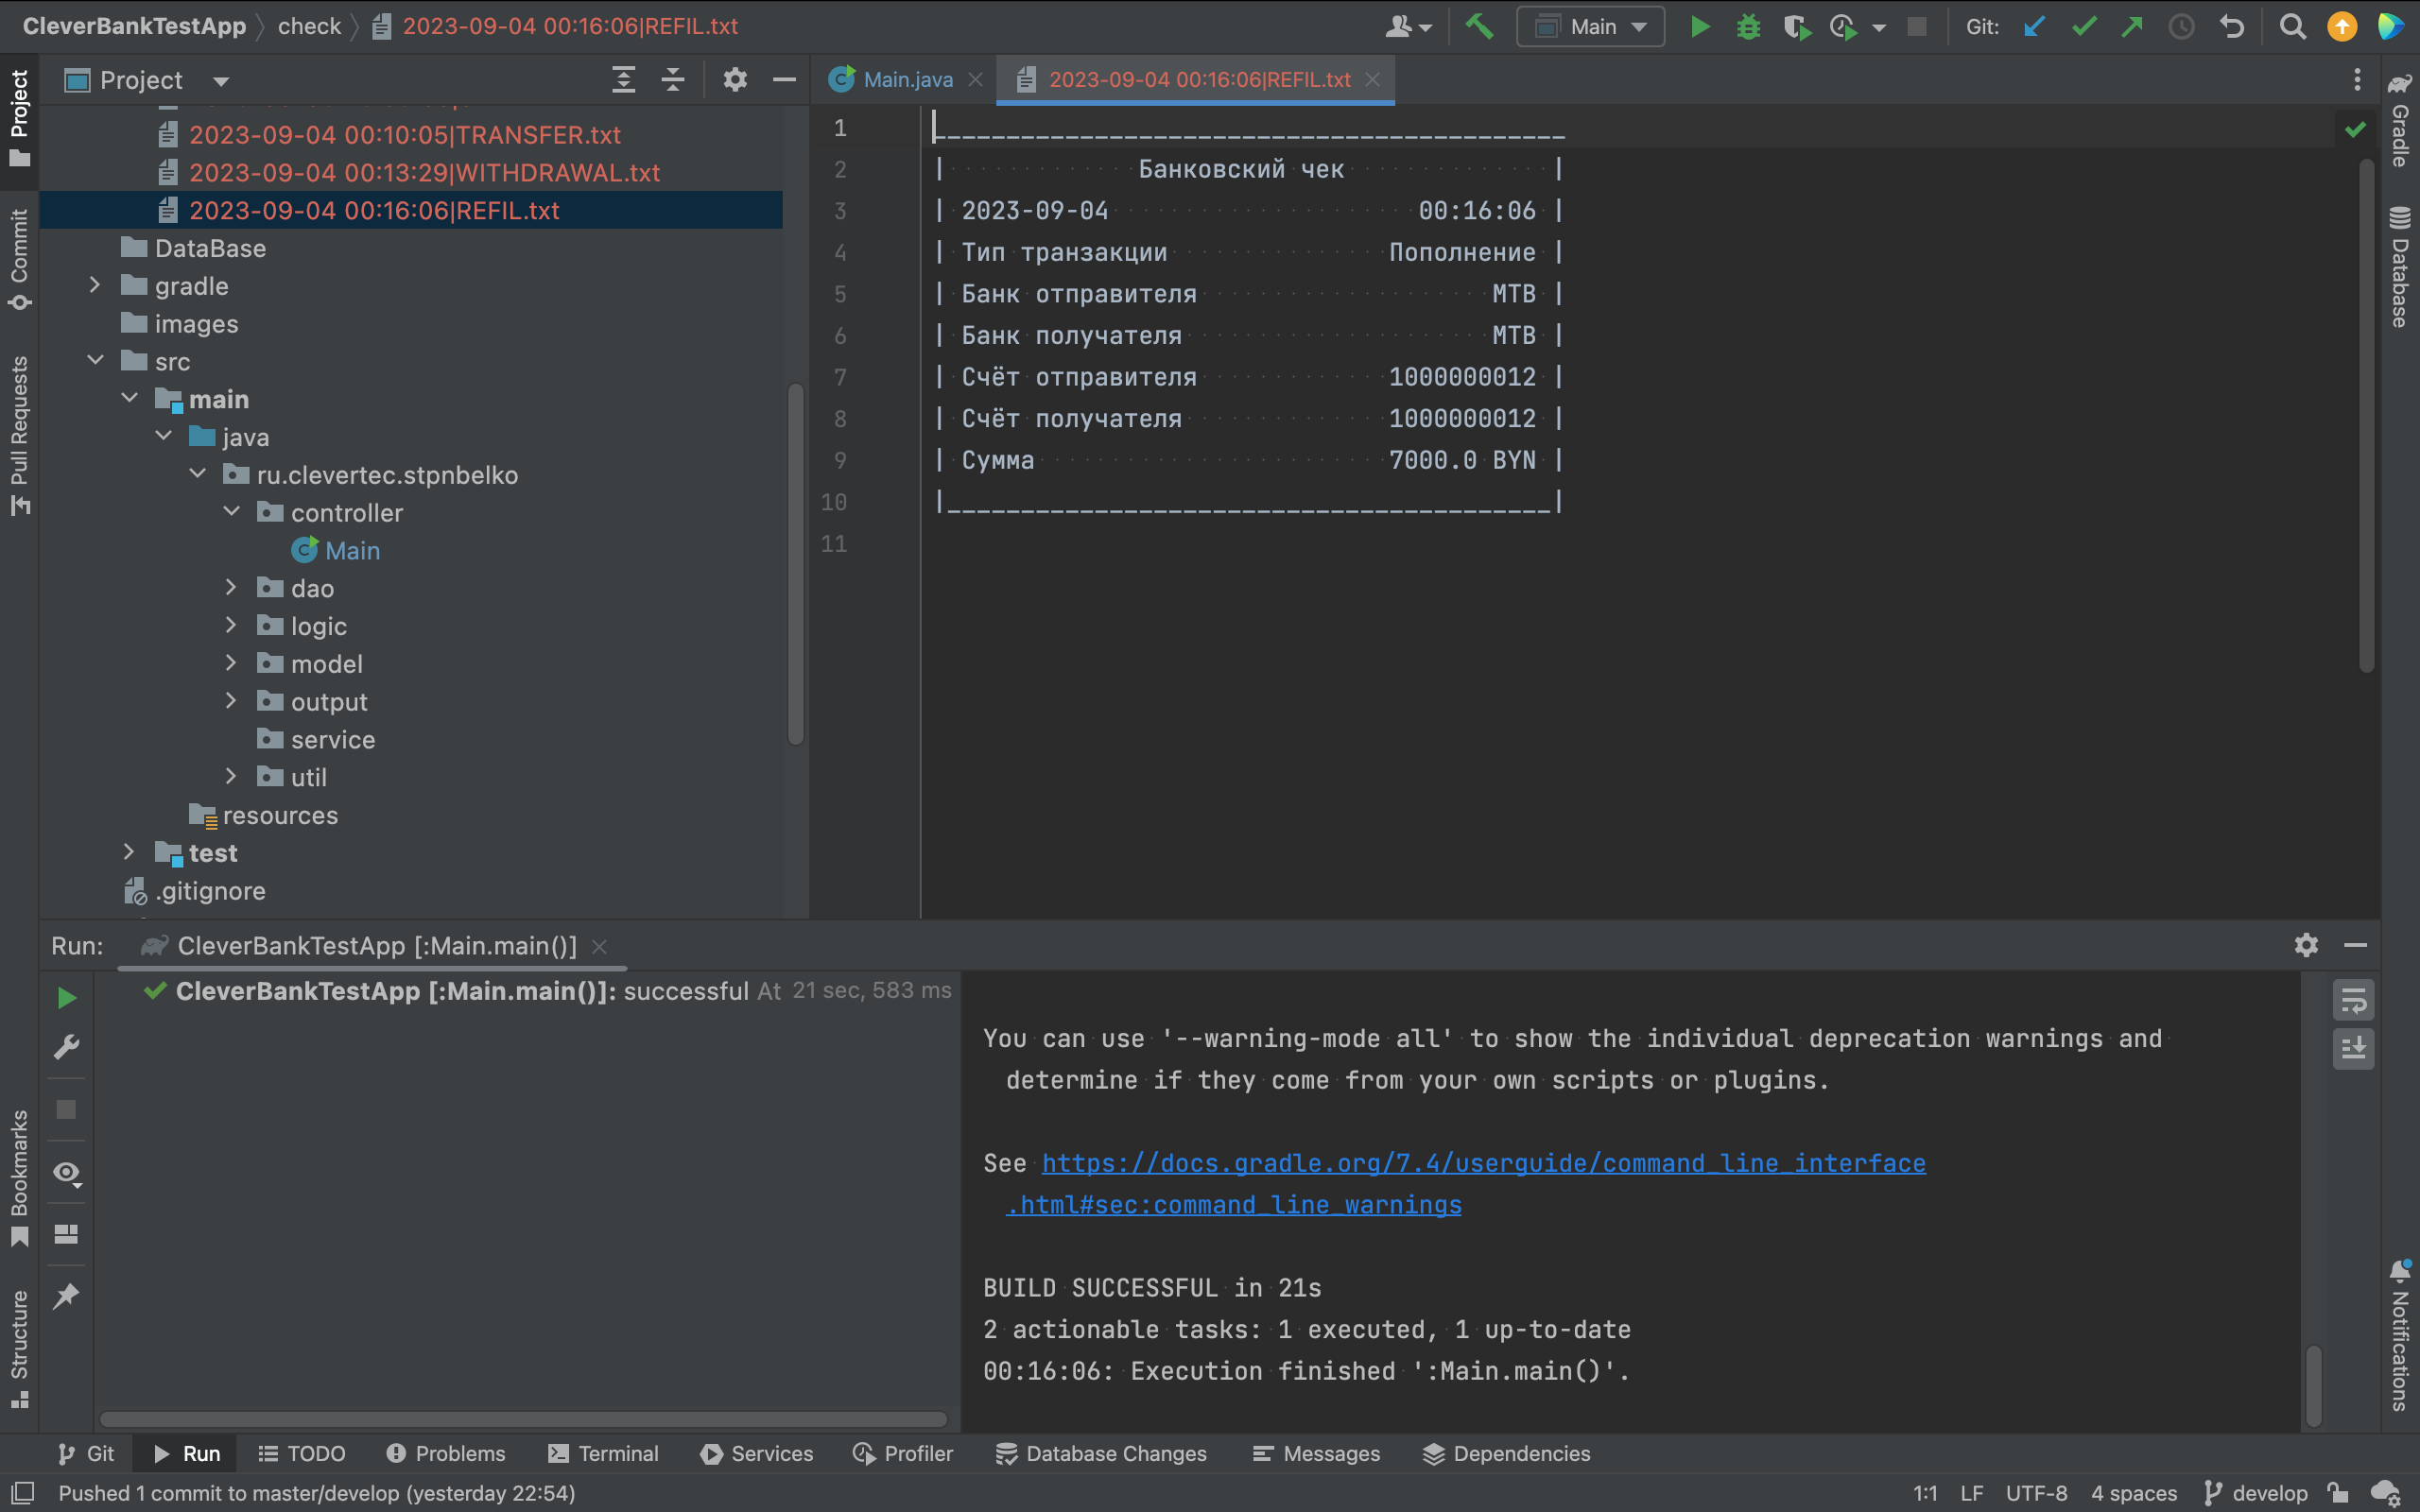 CleverBankTestApp check 2023-09-04 00:16:06|REFIL.txt
Main
Git:
Project
Main.java
2023-09-04 00:16:06|REFIL.txt
Project
Commit
Pull Requests
Bookmarks
Structure
2023-09-04 00:10:05|TRANSFER.txt
2023-09-04 00:13:29|WITHDRAWAL.txt
2023-09-04 00:16:06|REFIL.txt
DataBase
gradle
images
src
main
java
ru.clevertec.stpnbelko
controller
Main
dao
logic
model
output
service
util
resources
test
.gitignore
1 __________________________________________
2 | Банковский чек |
3 | 2023-09-04 00:16:06 |
4 | Тип транзакции Пополнение |
5 | Банк отправителя МТВ |
6 | Банк получателя МТВ |
7 | Счёт отправителя 1000000012 |
8 | Счёт получателя 1000000012 |
9 | Сумма 7000.0 BYN |
10 |_________________________________________|
11
Gradle
Database
Notifications
Run: CleverBankTestApp [:Main.main()]
CleverBankTestApp [:Main.main()]: successful At 21 sec, 583 ms
You can use '--warning-mode all' to show the individual deprecation warnings and
determine if they come from your own scripts or plugins.
See https://docs.gradle.org/7.4/userguide/command_line_interface
.html#sec:command_line_warnings
BUILD SUCCESSFUL in 21s
2 actionable tasks: 1 executed, 1 up-to-date
00:16:06: Execution finished ':Main.main()'.
Git Run TODO Problems Terminal Services Profiler Database Changes Messages Dependencies
Pushed 1 commit to master/develop (yesterday 22:54)
1:1 LF UTF-8 4 spaces develop